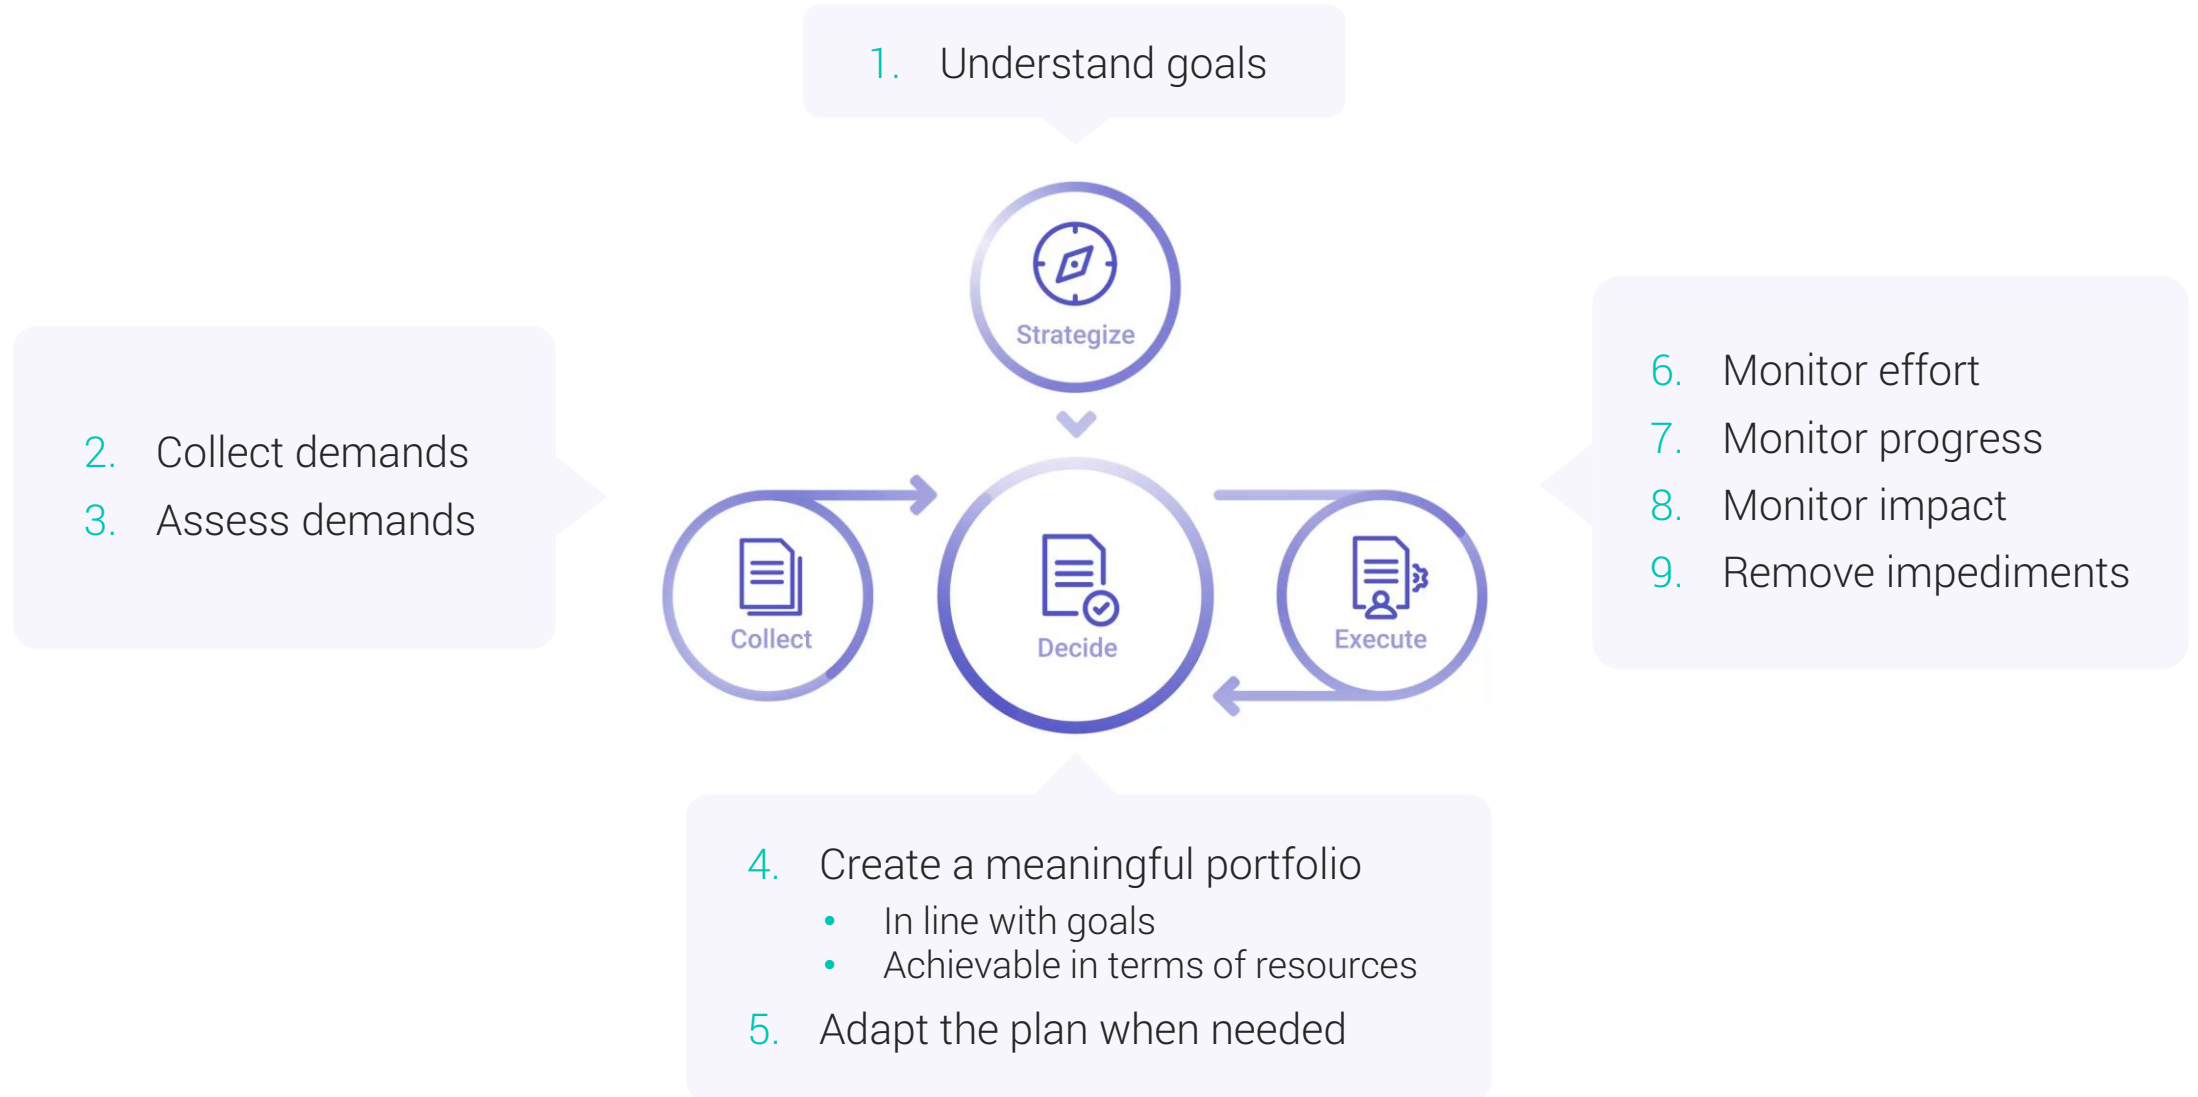 1. Understand goals
Strategize
2. Collect demands
3. Assess demands
Collect
Decide
Execute
6. Monitor effort
7. Monitor progress
8. Monitor impact
9. Remove impediments
4. Create a meaningful portfolio
• In line with goals
• Achievable in terms of resources
5. Adapt the plan when needed